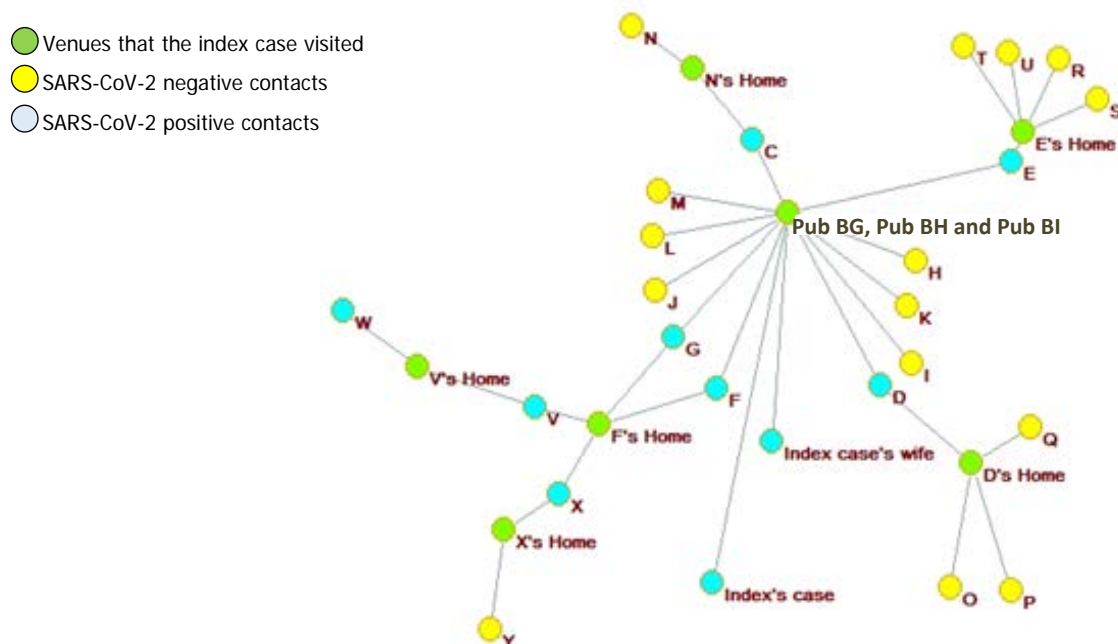 Venues that the index case visited
SARS-CoV-2 negative contacts
SARS-CoV-2 positive contacts
N
T
U
R
N's Home
S
E's Home
C
E
M
Pub BG, Pub BH and Pub BI
L
H
J
K
W
G
I
V's Home
D
F
V
F's Home
Q
Index case's wife
D's Home
X
X's Home
Index's case
O
P
Y